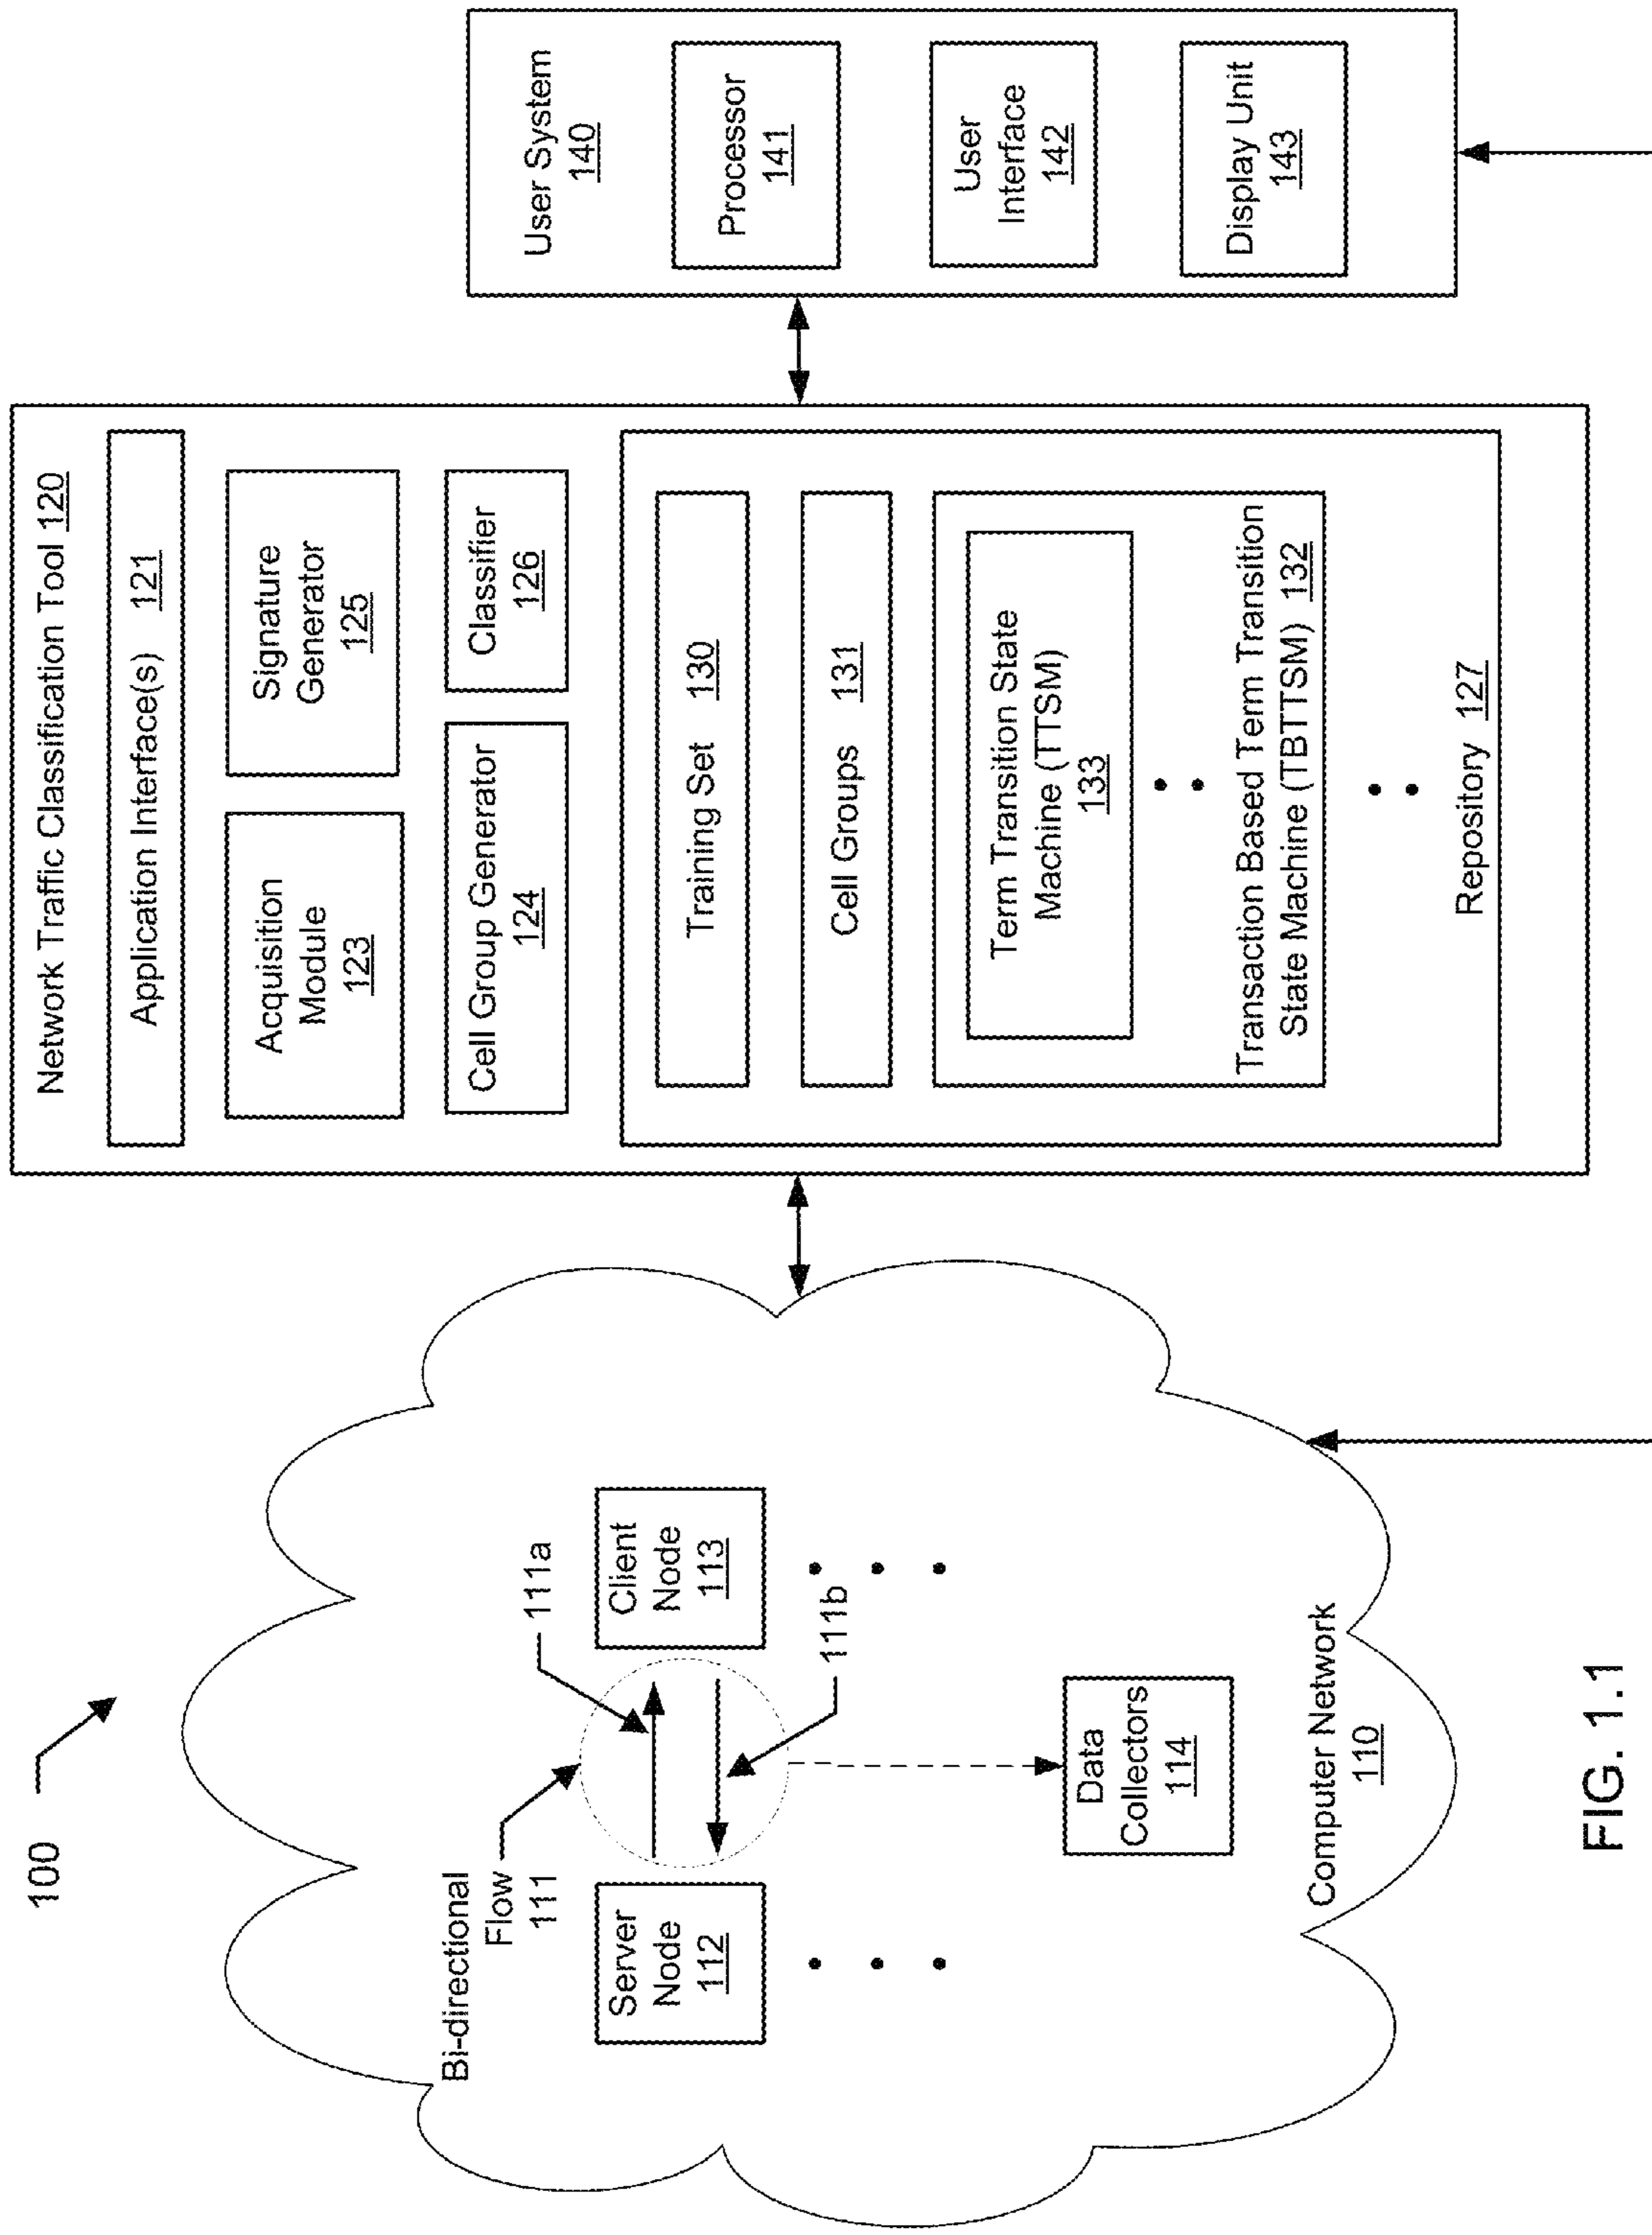 100
Bi-directional
Flow
111
111a
Server
Node
112
Client
Node
113
111b
Data
Collectors
114
Computer Network
110
Network Traffic Classification Tool 120
Application Interface(s) 121
Acquisition
Module
123
Signature
Generator
125
Cell Group Generator
124
Classifier
126
Training Set 130
Cell Groups 131
Term Transition State
Machine (TTSM)
133
Transaction Based Term Transition
State Machine (TBTTSM) 132
Repository 127
User System
140
Processor
141
User
Interface
142
Display Unit
143
FIG. 1.1